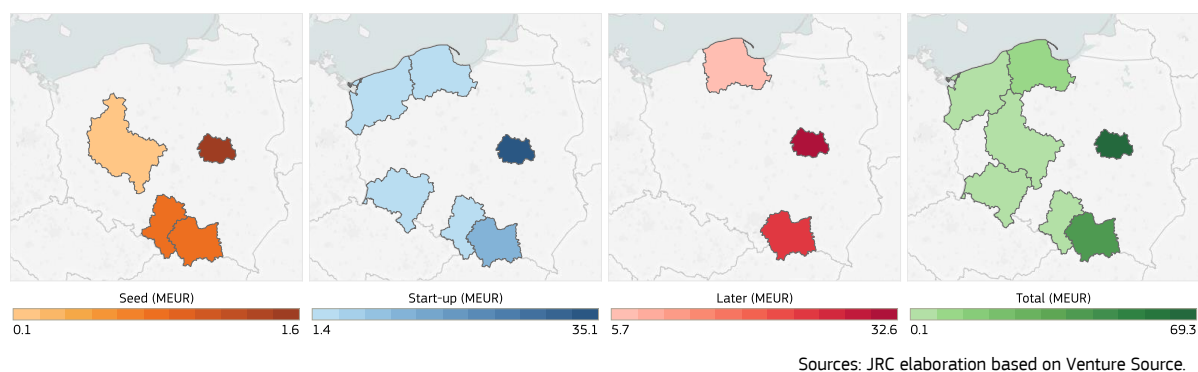 Seed (MEUR)
0.1 1.6
Start-up (MEUR)
1.4 35.1
Later (MEUR)
5.7 32.6
Total (MEUR)
0.1 69.3
Sources: JRC elaboration based on Venture Source.